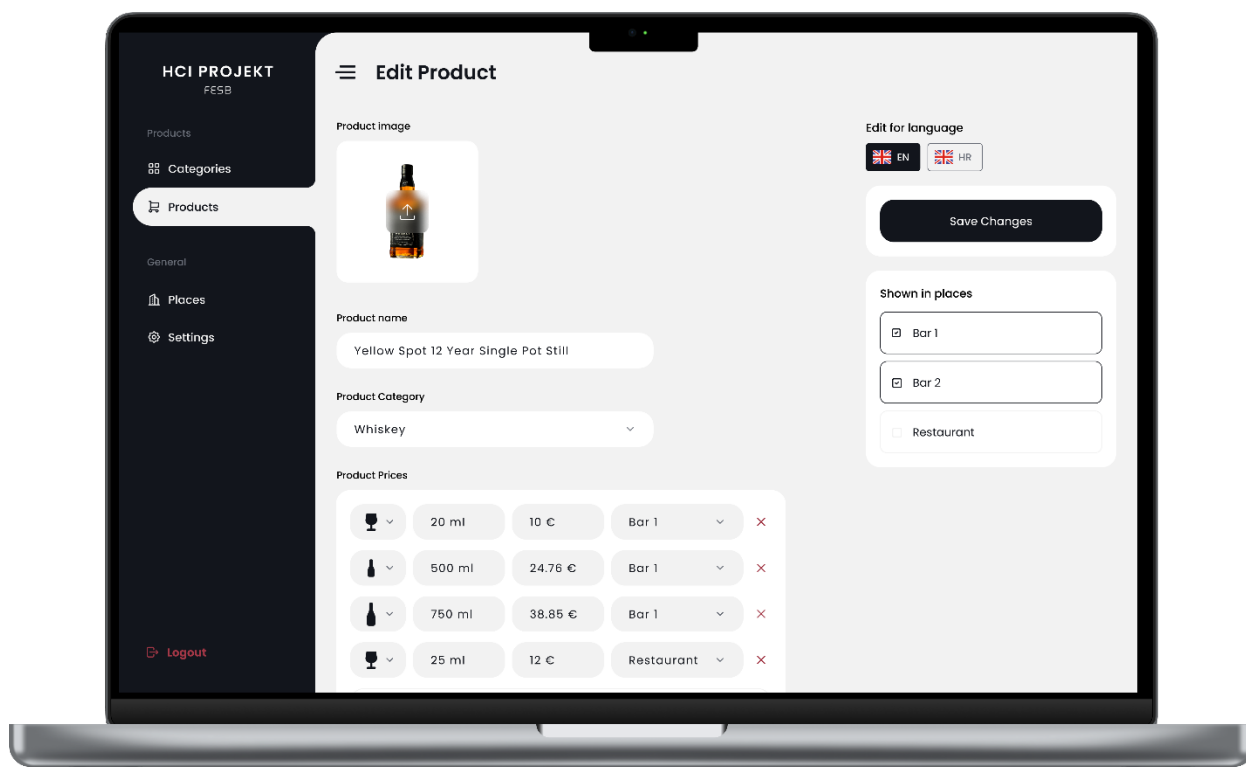 HCI PROJEKT
FESB
Products
Categories
Products
General
Places
Settings
Logout
Edit Product
Product image
Product name
Yellow Spot 12 Year Single Pot Still
Product Category
Whiskey
Product Prices
20 ml 10 € Bar 1
500 ml 24.76 € Bar 1
750 ml 38.85 € Bar 1
25 ml 12 € Restaurant
Edit for language
EN HR
Save Changes
Shown in places
Bar 1
Bar 2
Restaurant